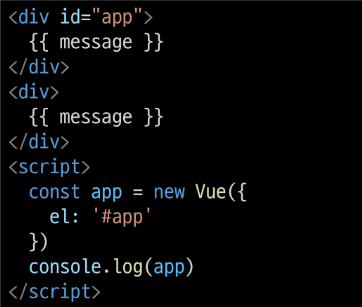 <div id="app">
  {{ message }}
</div>
<div>
  {{ message }}
</div>
<script>
  const app = new Vue({
    el: '#app'
  })
  console.log(app)
</script>